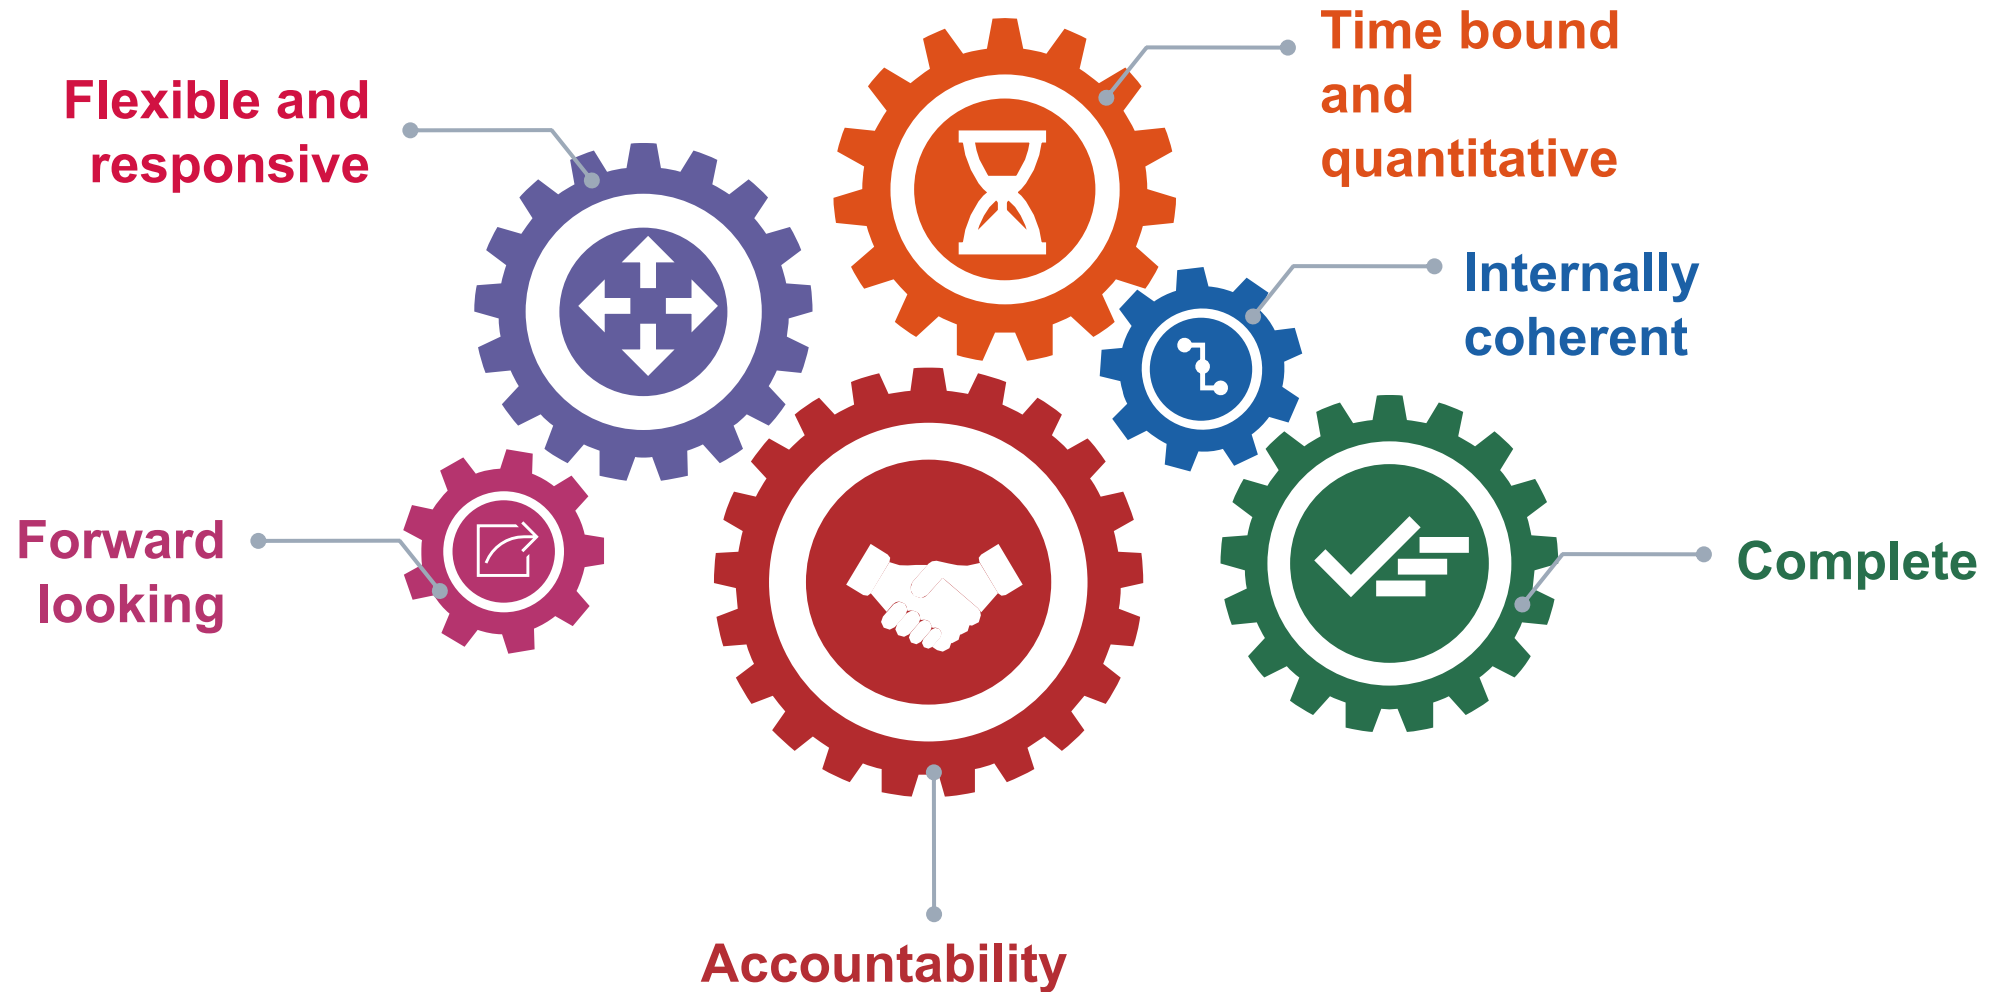 Time bound
and
quantitative
Flexible and
responsive
Internally
coherent
Forward
looking
Complete
Accountability